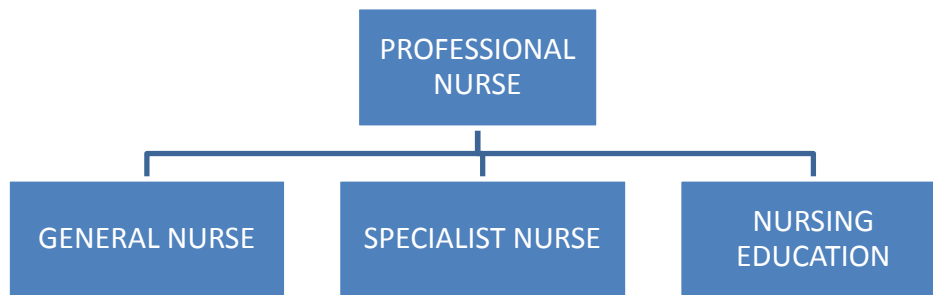 PROFESSIONAL
NURSE
GENERAL NURSE
SPECIALIST NURSE
NURSING
EDUCATION